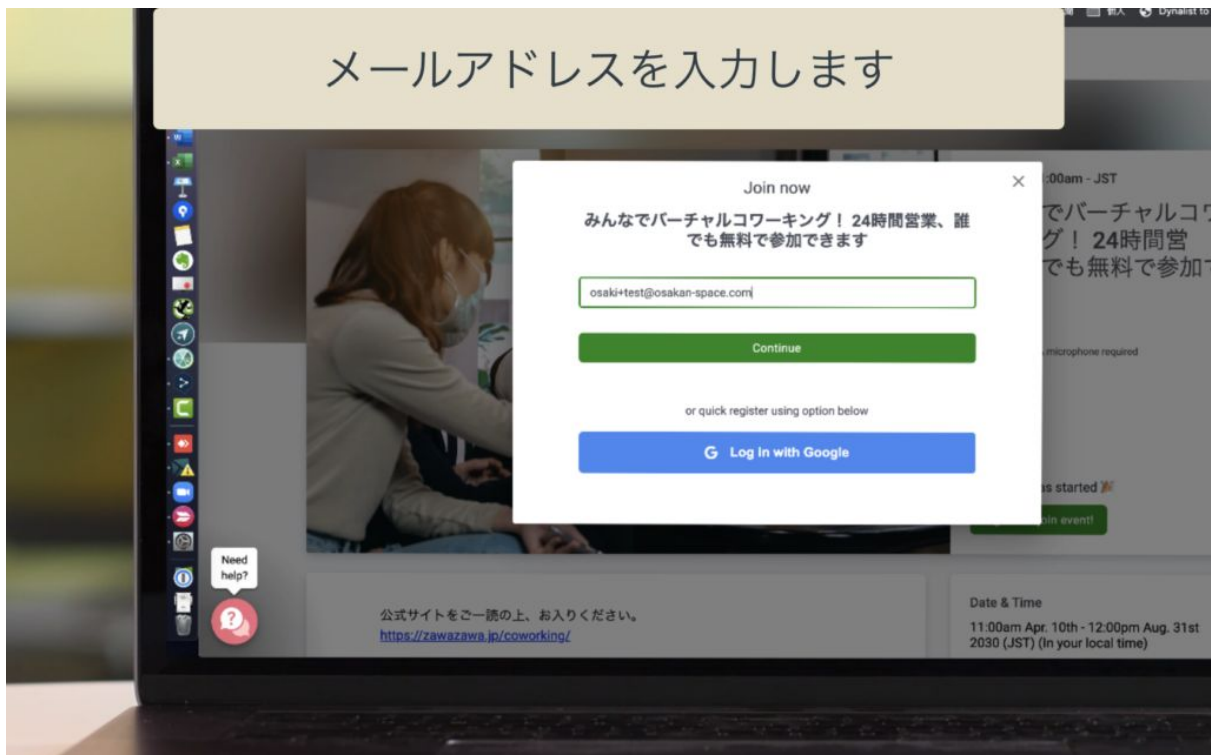 メールアドレスを入力します
Dynalist to
Join now
みんなでバーチャルコワーキング！ 24時間営業、誰
でも無料で参加できます
osaki+test@osakan-space.com
Continue
or quick register using option below
Log in with Google
:00am - JST
でバーチャルコワ
グ！ 24時間営
でも無料で参加
microphone required
as started
join event!
Need
help?
公式サイトをご一読の上、お入りください。
https://zawazawa.jp/coworking/
Date & Time
11:00am Apr. 10th - 12:00pm Aug. 31st
2030 (JST) (In your local time)